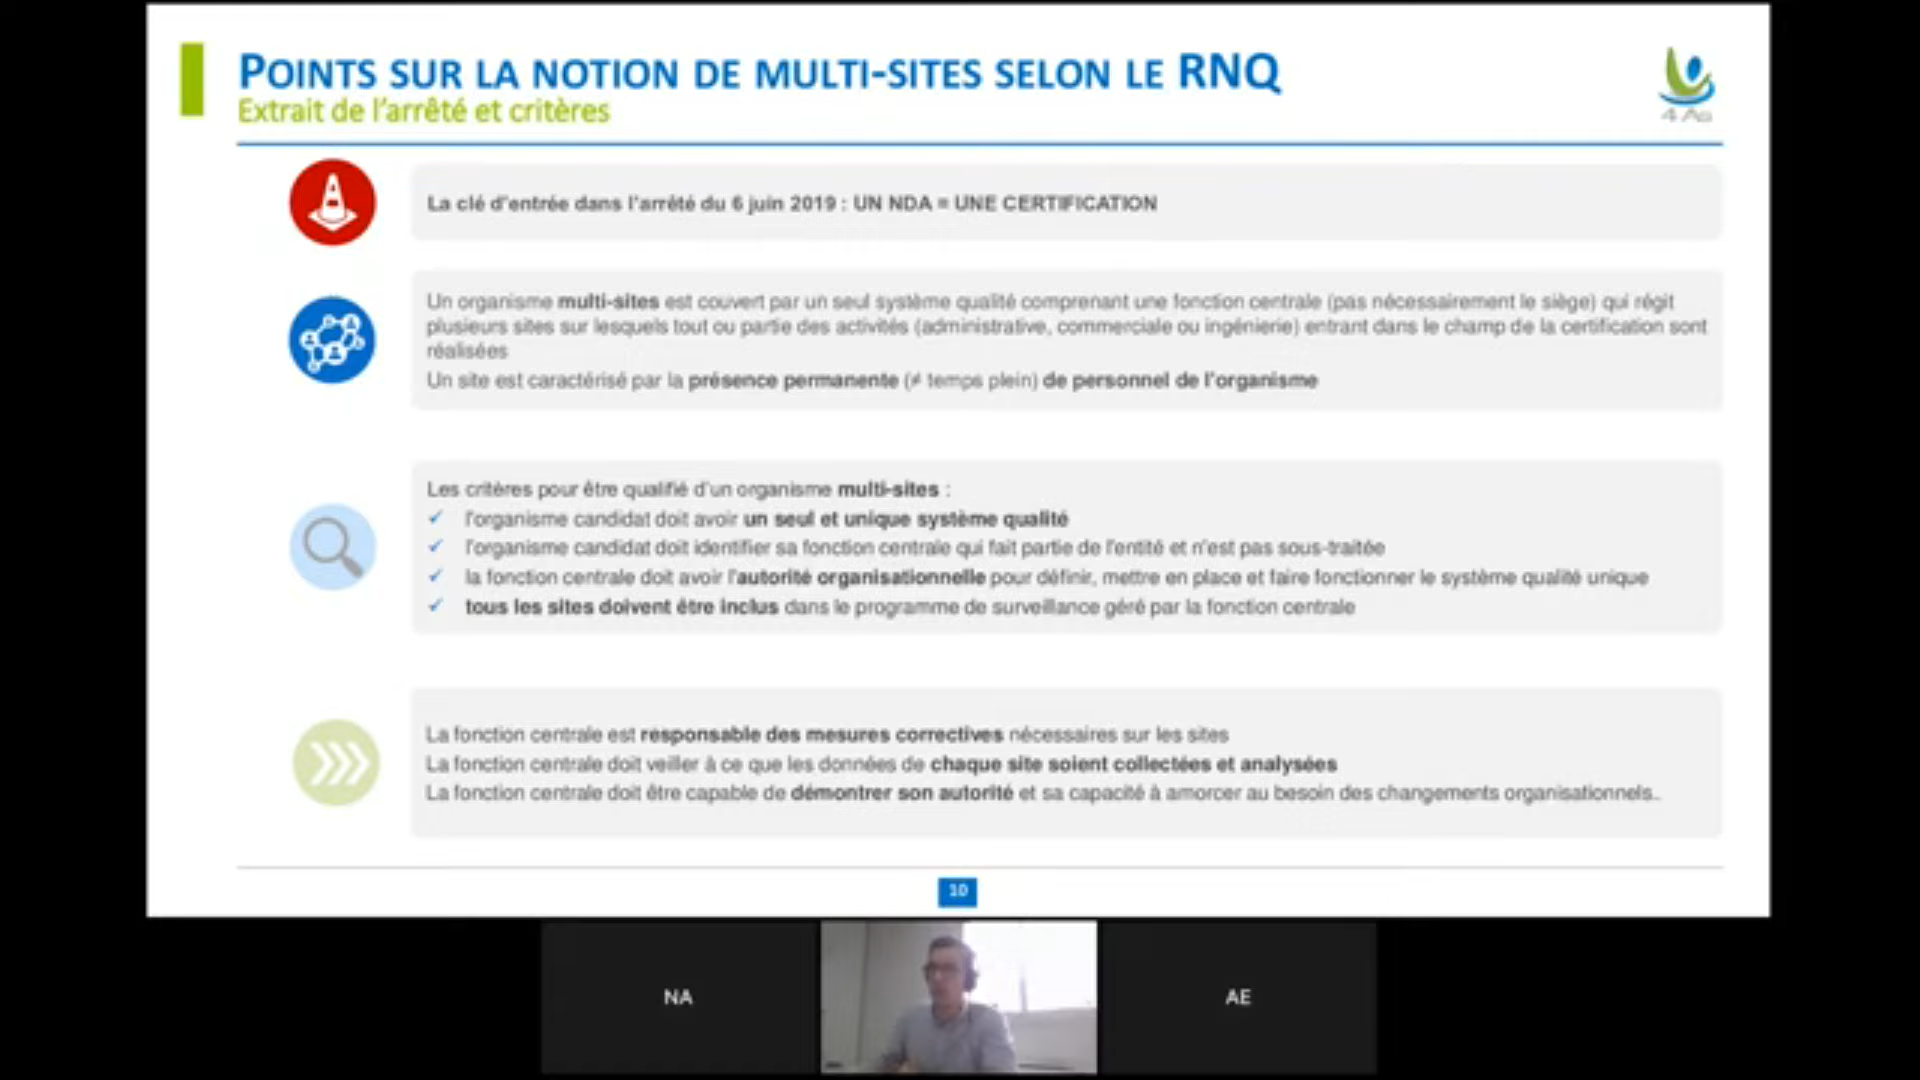 POINTS SUR LA NOTION DE MULTI-SITES SELON LE RNQ
Extrait de l'arrêté et critères
4 As
La clé d'entrée dans l'arrêté du 6 juin 2019 : UN NDA = UNE CERTIFICATION
Un organisme multi-sites est couvert par un seul système qualité comprenant une fonction centrale (pas nécessairement le siège) qui régit
plusieurs sites sur lesquels tout ou partie des activités (administrative, commerciale ou ingénierie) entrant dans le champ de la certification sont
réalisées
Un site est caractérisé par la présence permanente (≠ temps plein) de personnel de l'organisme
Les critères pour être qualifié d'un organisme multi-sites :
✓ l'organisme candidat doit avoir un seul et unique système qualité
✓ l'organisme candidat doit identifier sa fonction centrale qui fait partie de l'entité et n'est pas sous-traitée
✓ la fonction centrale doit avoir l'autorité organisationnelle pour définir, mettre en place et faire fonctionner le système qualité unique
✓ tous les sites doivent être inclus dans le programme de surveillance géré par la fonction centrale
La fonction centrale est responsable des mesures correctives nécessaires sur les sites
La fonction centrale doit veiller à ce que les données de chaque site soient collectées et analysées
La fonction centrale doit être capable de démontrer son autorité et sa capacité à amorcer au besoin des changements organisationnels..
10
NA
AE